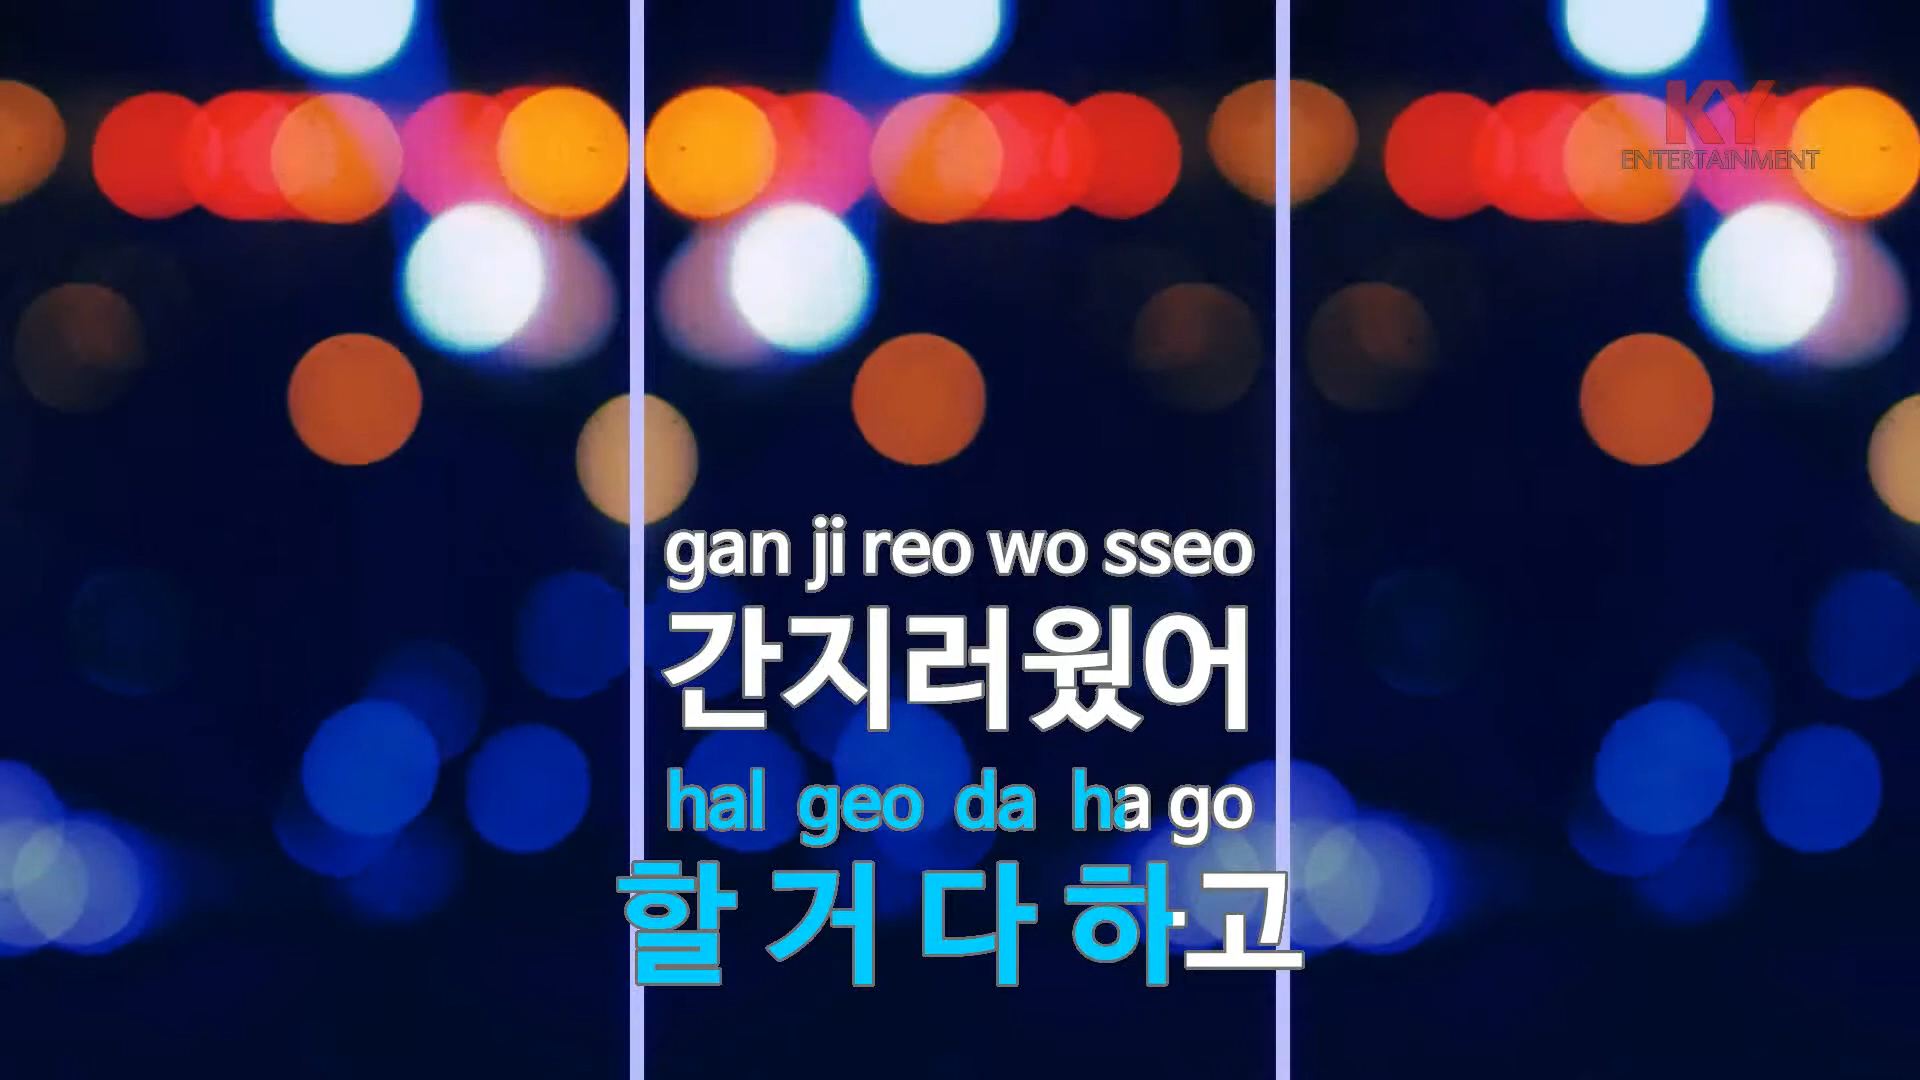 KY
ENTERTAINMENT
gan ji reo wo sseo
간지러웠어
hal geo da ha go
할 거 다 하고